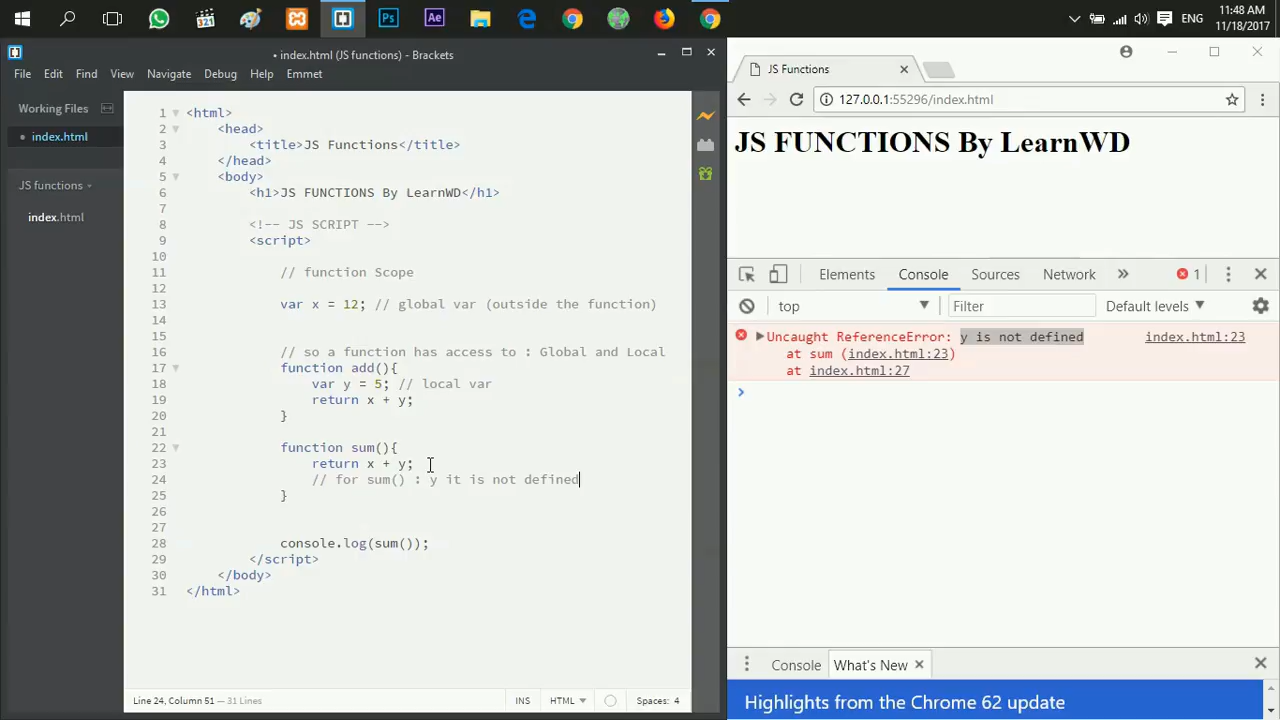 ENG
11:48 AM
11/18/2017
Ps
Ae
• index.html (JS functions) - Brackets
File Edit Find View Navigate Debug Help Emmet
Working Files
• index.html
JS functions
index.html
1 <html>
2 <head>
3 <title>JS Functions</title>
4 </head>
5 <body>
6 <h1>JS FUNCTIONS By LearnWD</h1>
7
8 <!-- JS SCRIPT -->
9 <script>
10
11 // function Scope
12
13 var x = 12; // global var (outside the function)
14
15
16 // so a function has access to : Global and Local
17 function add(){
18 var y = 5; // local var
19 return x + y;
20 }
21
22 function sum(){
23 return x + y;
24 // for sum() : y it is not defined
25 }
26
27
28 console.log(sum());
29 </script>
30 </body>
31 </html>
Line 24, Column 51 — 31 Lines
INS HTML Spaces: 4
JS Functions
127.0.0.1:55296/index.html
JS FUNCTIONS By LearnWD
Elements Console Sources Network 1
top Filter Default levels
Uncaught ReferenceError: y is not defined index.html:23
at sum (index.html:23)
at index.html:27
Console What's New
Highlights from the Chrome 62 update